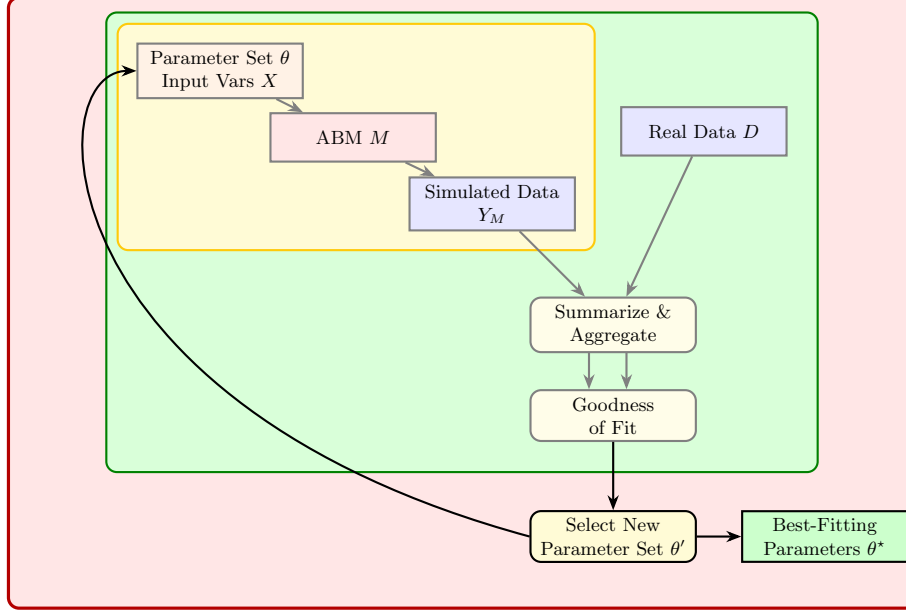 Parameter Set θ
Input Vars X
ABM M
Real Data D
Simulated Data
Y_M
Summarize &
Aggregate
Goodness
of Fit
Select New
Parameter Set θ′
Best-Fitting
Parameters θ⋆